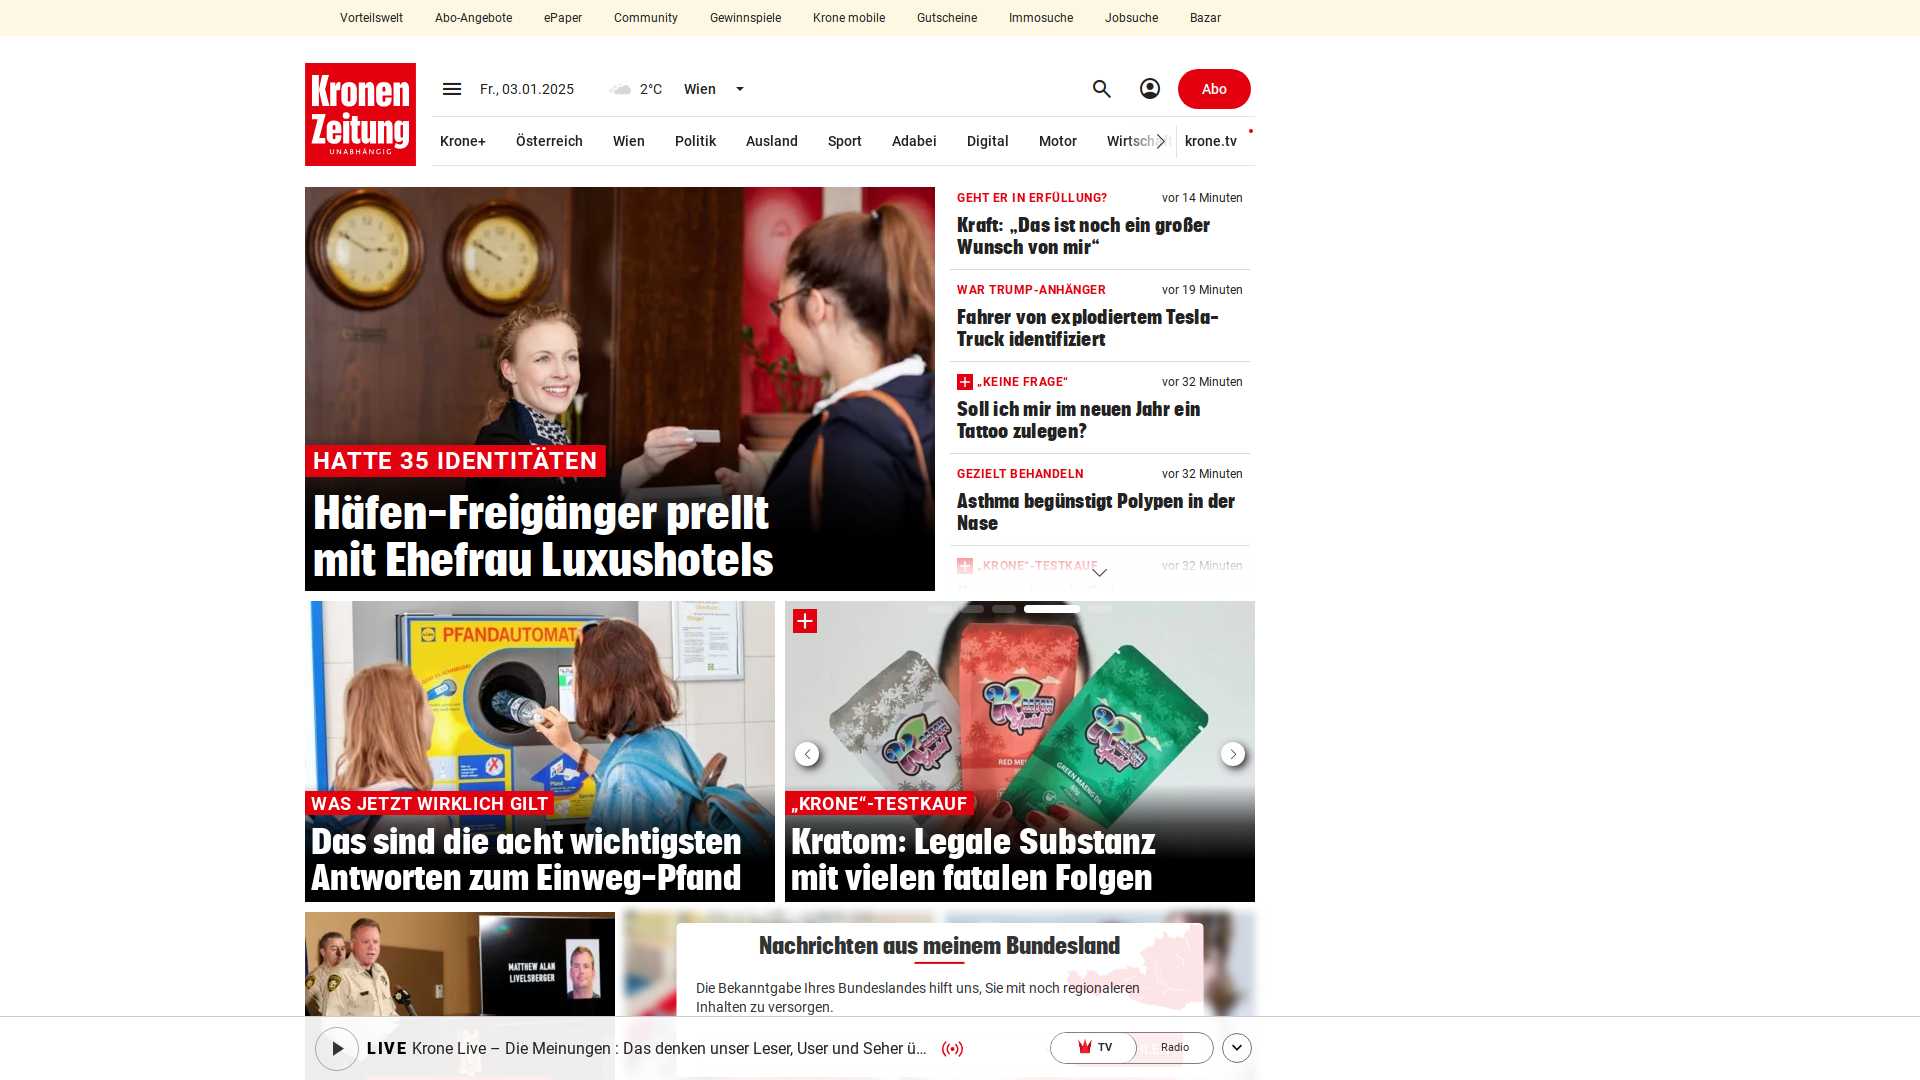 Vorteilswelt Abo-Angebote ePaper Community Gewinnspiele Krone mobile Gutscheine Immosuche Jobsuche Bazar
Kronen
Zeitung
UNABHÄNGIG
Fr., 03.01.2025 2°C Wien Abo
Krone+ Österreich Wien Politik Ausland Sport Adabei Digital Motor Wirtschaft krone.tv
HATTE 35 IDENTITÄTEN
Häfen-Freigänger prellt
mit Ehefrau Luxushotels
GEHT ER IN ERFÜLLUNG? vor 14 Minuten
Kraft: „Das ist noch ein großer
Wunsch von mir“
WAR TRUMP-ANHÄNGER vor 19 Minuten
Fahrer von explodiertem Tesla-
Truck identifiziert
„KEINE FRAGE“ vor 32 Minuten
Soll ich mir im neuen Jahr ein
Tattoo zulegen?
GEZIELT BEHANDELN vor 32 Minuten
Asthma begünstigt Polypen in der
Nase
„KRONE“-TESTKAUF vor 32 Minuten
PFANDAUTOMAT
WAS JETZT WIRKLICH GILT
Das sind die acht wichtigsten
Antworten zum Einweg-Pfand
RED
GREEN MAENG DA
„KRONE“-TESTKAUF
Kratom: Legale Substanz
mit vielen fatalen Folgen
MATTHEW ALAN
LIVELSBERGER
Nachrichten aus meinem Bundesland
Die Bekanntgabe Ihres Bundeslandes hilft uns, Sie mit noch regionaleren
Inhalten zu versorgen.
LIVE Krone Live – Die Meinungen : Das denken unser Leser, User und Seher ü... TV Radio